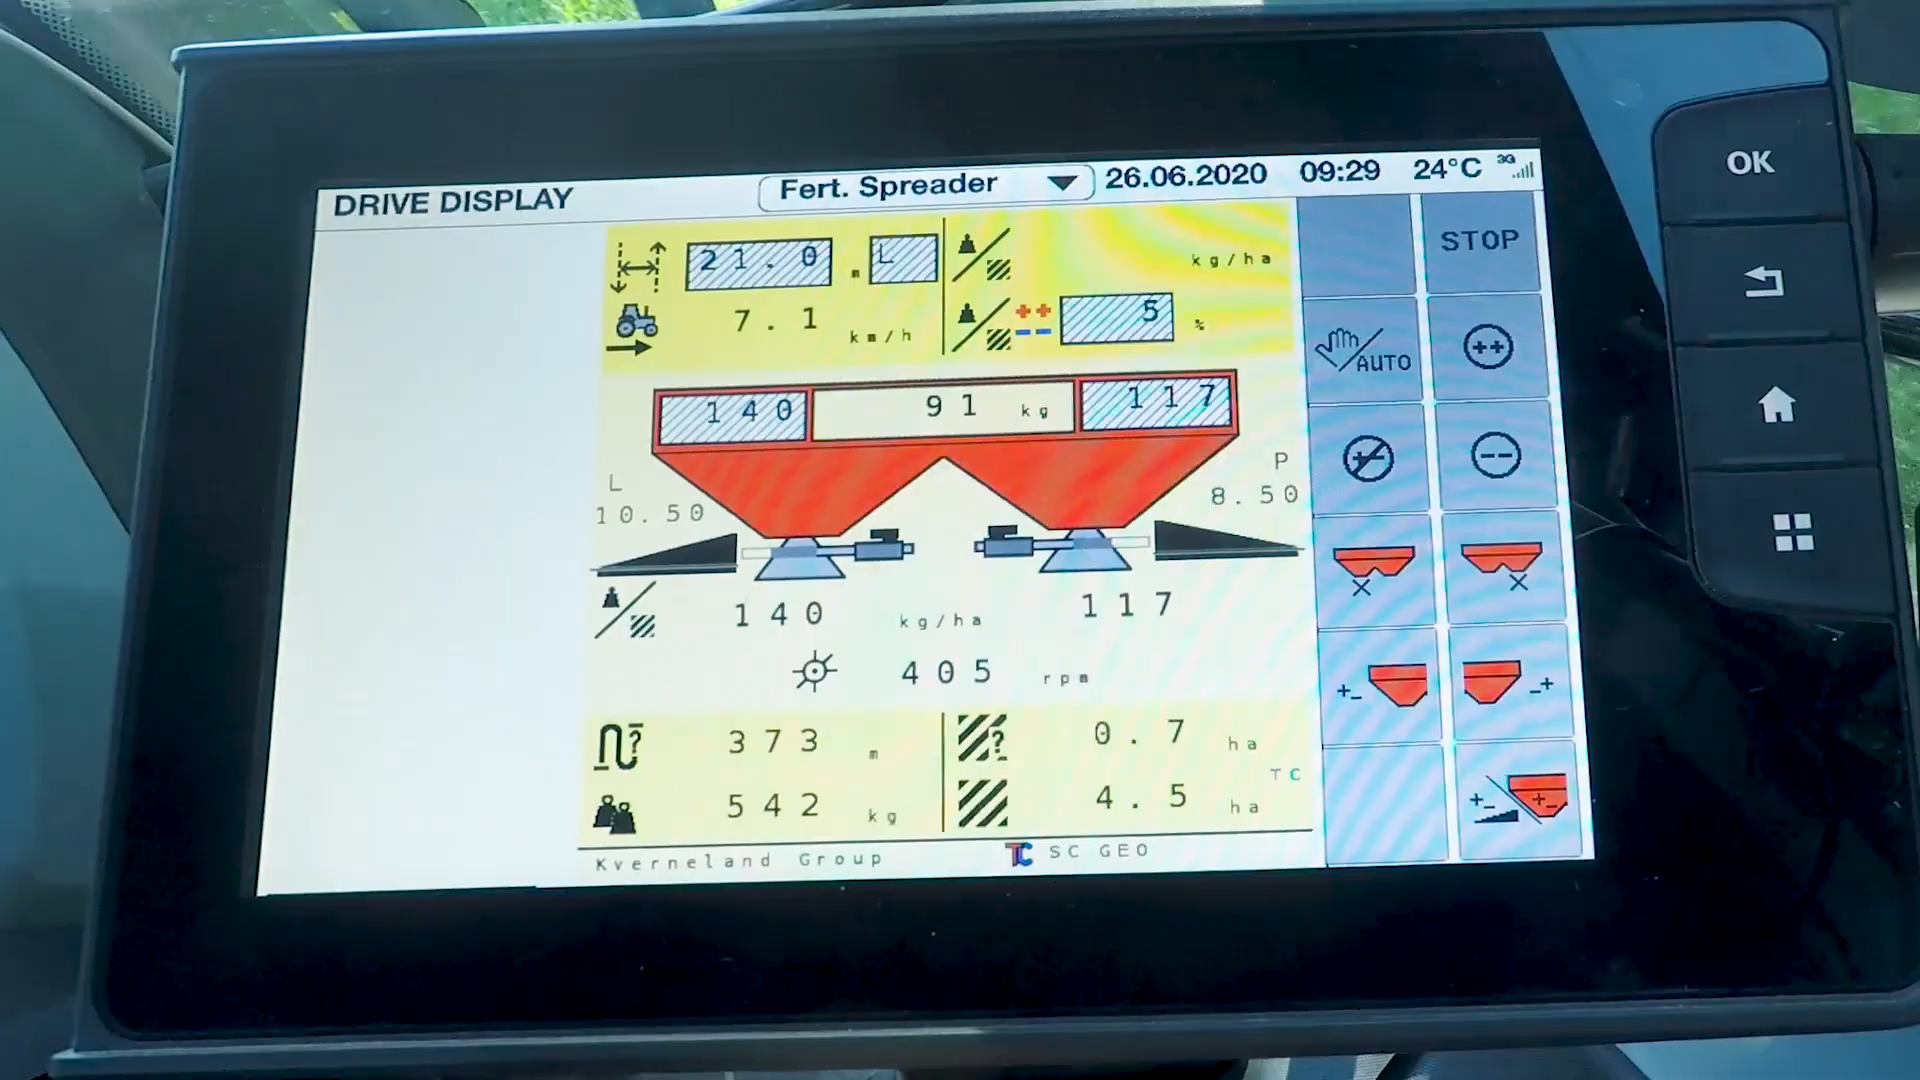 DRIVE DISPLAY Fert. Spreader 26.06.2020 09:29 24°C 3G
OK
21.0 m L kg/ha STOP
7.1 km/h ++ -- 5 % AUTO ++
140 91 kg 117 --
L P
10.50 8.50
140 kg/ha 117
405 rpm
+- -+
373 m ? 0.7 ha
TC
542 kg 4.5 ha +- +-
Kverneland Group TC SC GEO